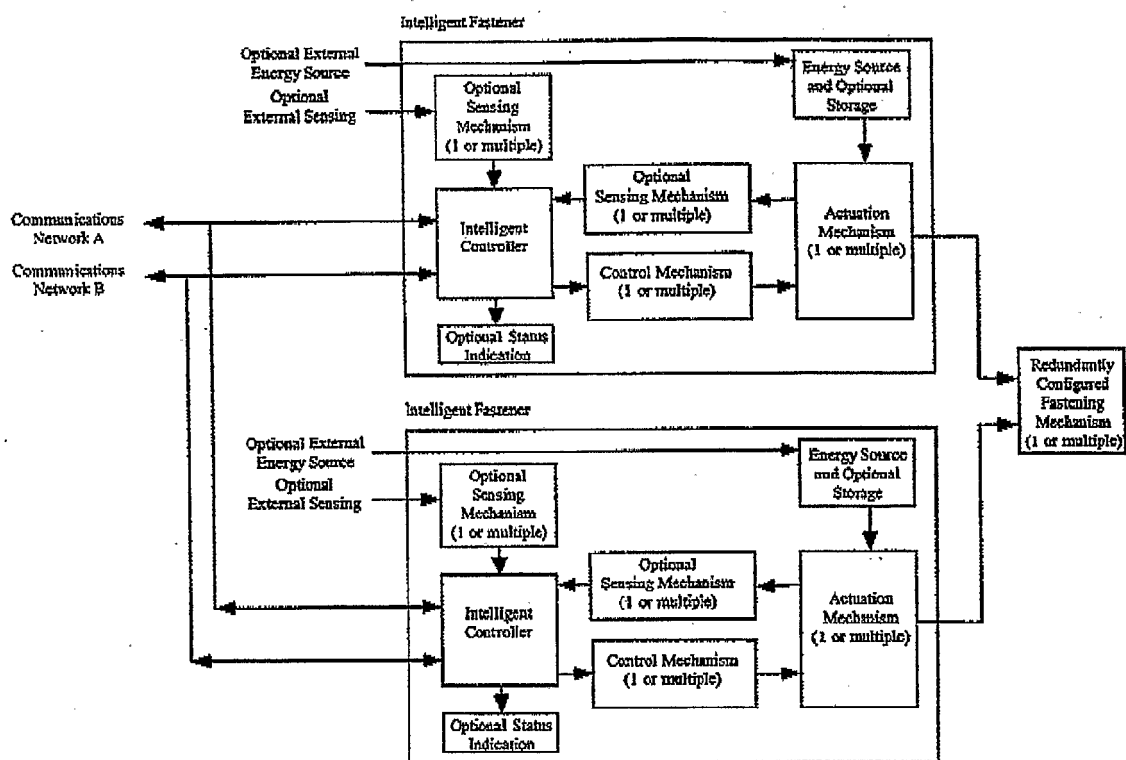 Intelligent Fastener
Optional External
Energy Source
Optional
External Sensing
Optional
Sensing
Mechanism
(1 or multiple)
Energy Source
and Optional
Storage
Optional
Sensing Mechanism
(1 or multiple)
Communications
Network A
Intelligent
Controller
Actuation
Mechanism
(1 or multiple)
Communications
Network B
Control Mechanism
(1 or multiple)
Optional Status
Indication
Redundantly
Configured
Fastening
Mechanism
(1 or multiple)
Intelligent Fastener
Optional External
Energy Source
Optional
External Sensing
Optional
Sensing
Mechanism
(1 or multiple)
Energy Source
and Optional
Storage
Optional
Sensing Mechanism
(1 or multiple)
Intelligent
Controller
Actuation
Mechanism
(1 or multiple)
Control Mechanism
(1 or multiple)
Optional Status
Indication